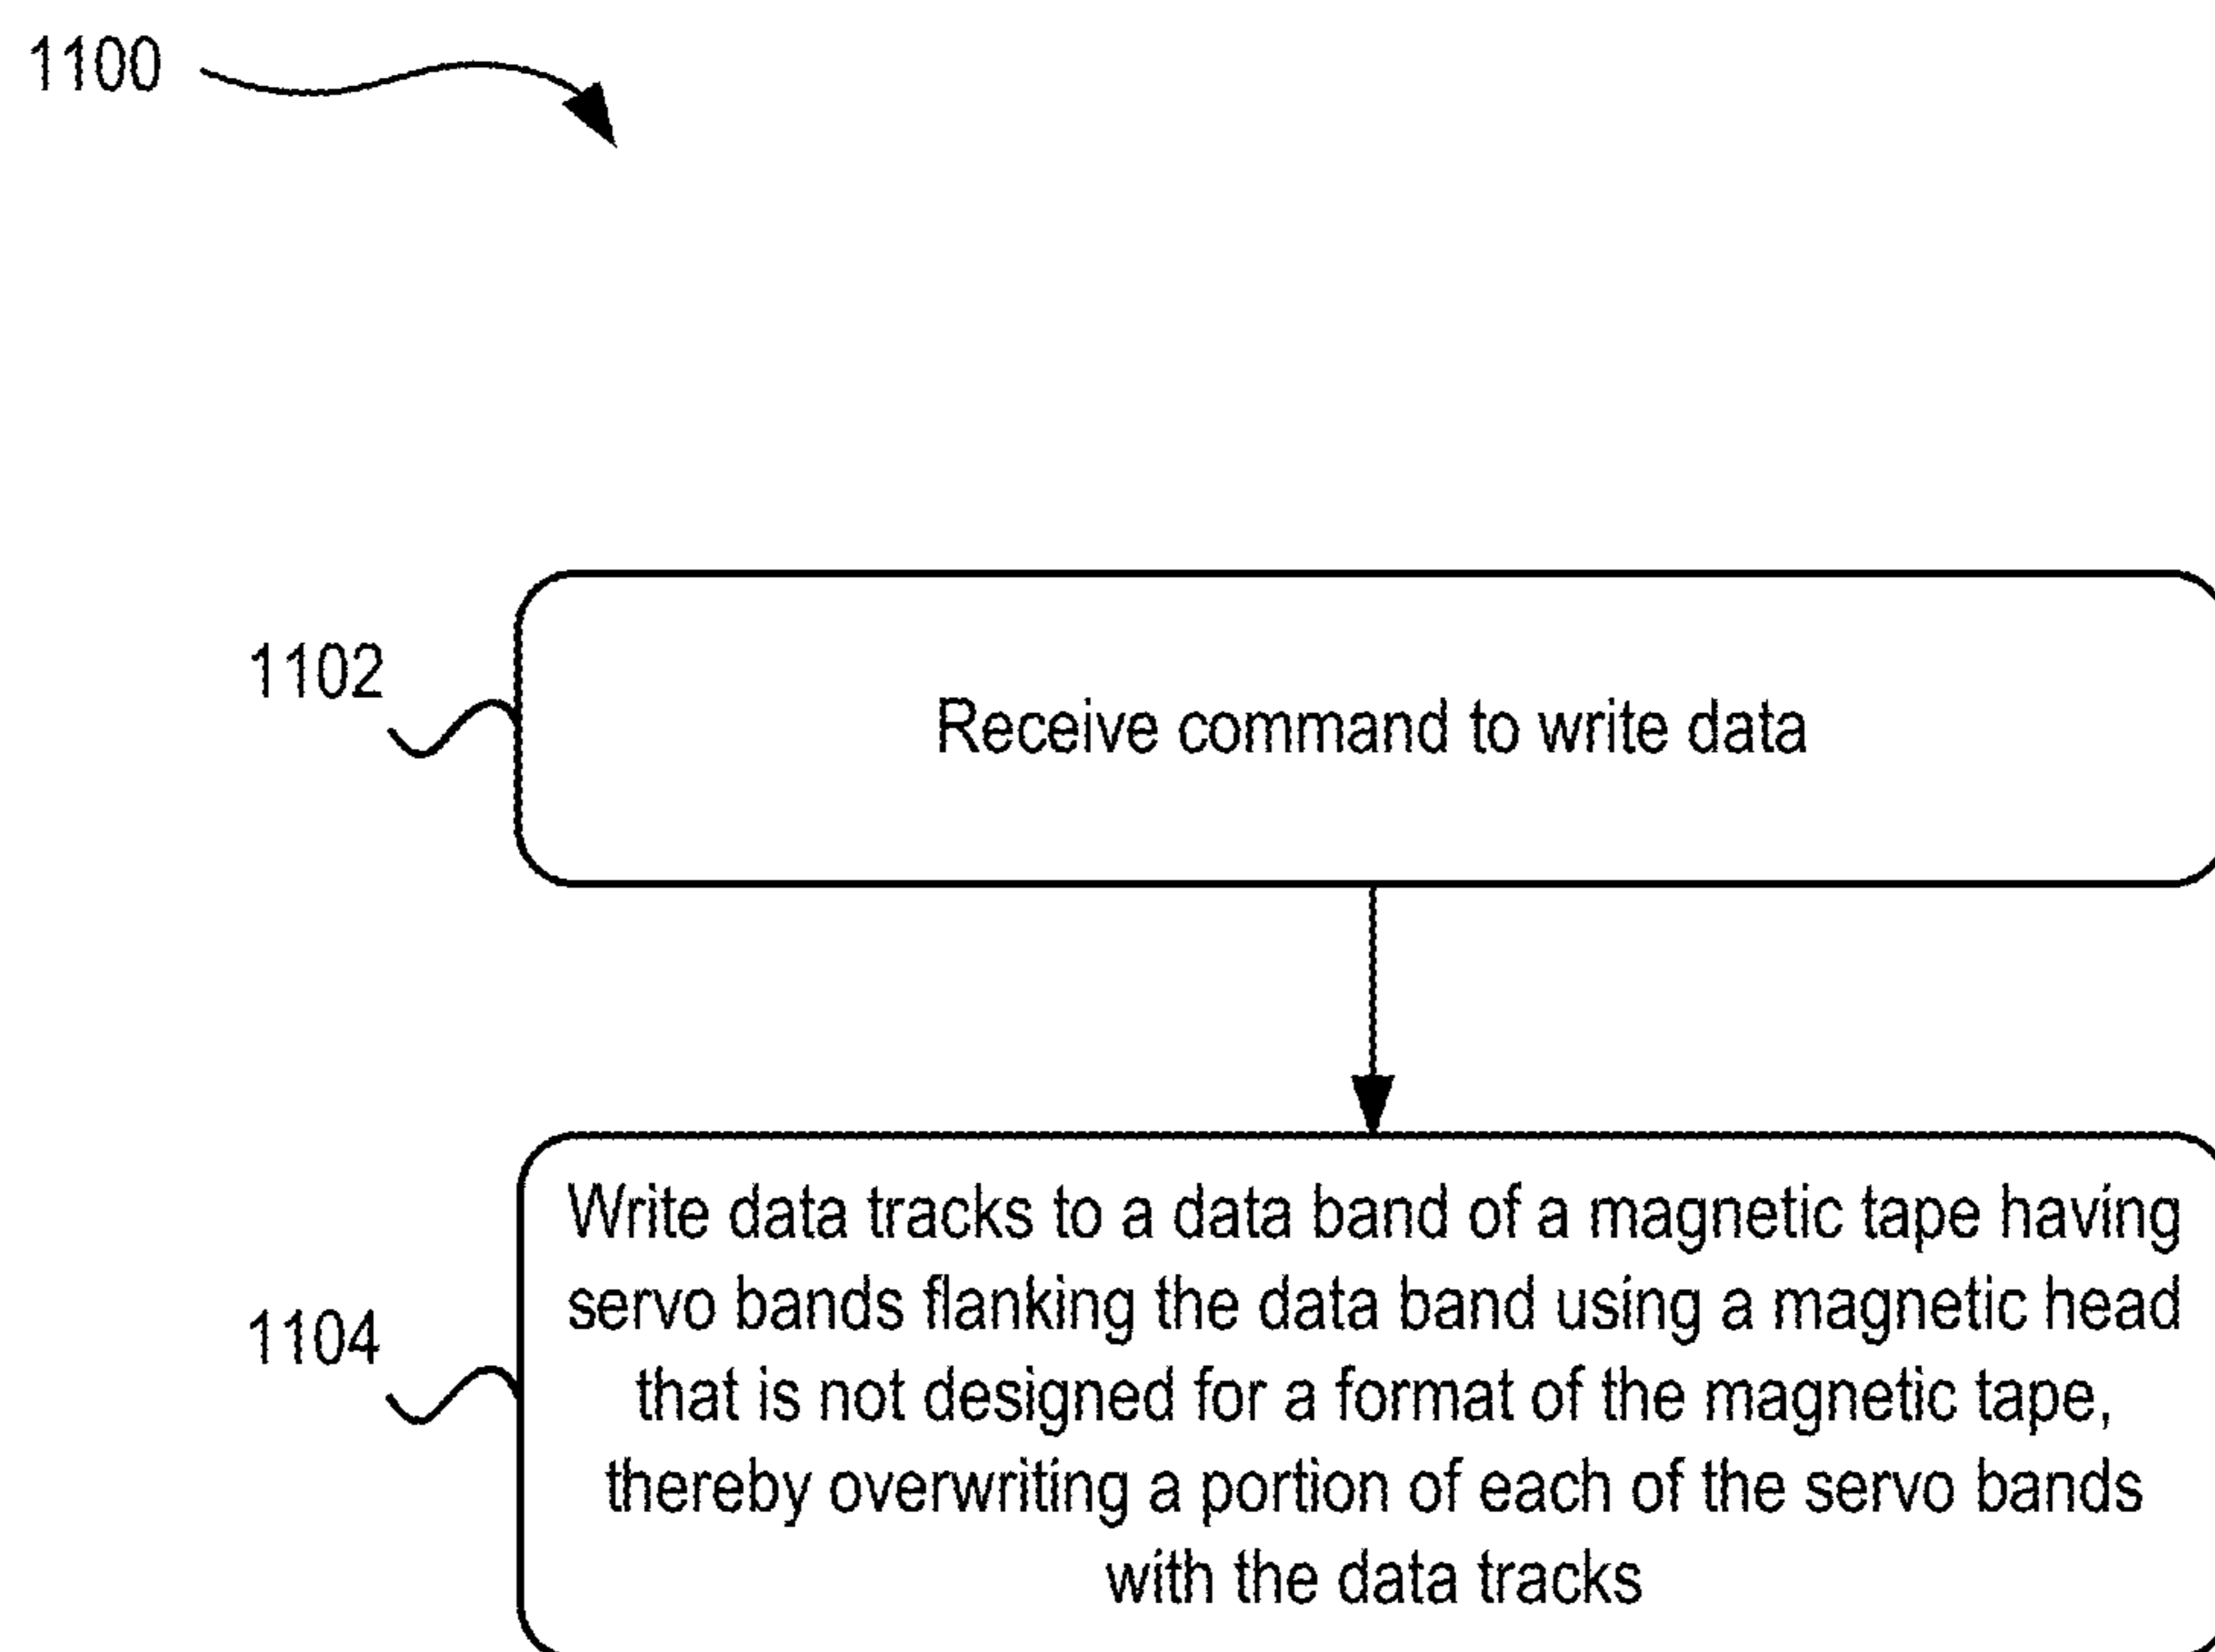 1100
1102
Receive command to write data
1104
Write data tracks to a data band of a magnetic tape having
servo bands flanking the data band using a magnetic head
that is not designed for a format of the magnetic tape,
thereby overwriting a portion of each of the servo bands
with the data tracks